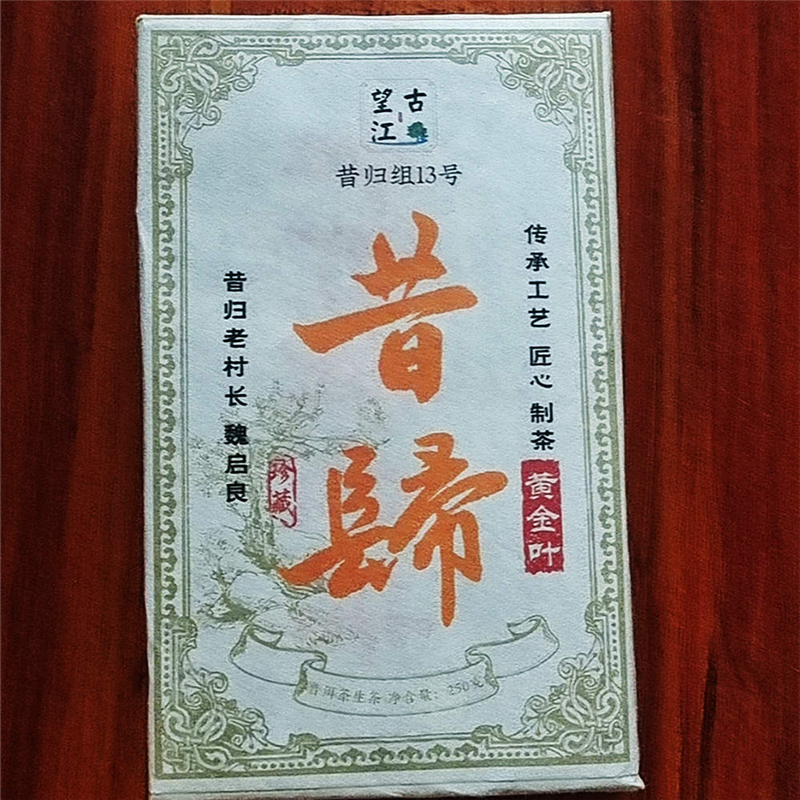 古望江
昔归组13号
昔歸
传承工艺 匠心制茶
黄金叶
昔归老村长 魏启良
珍藏
普洱茶生茶 净含量：250克